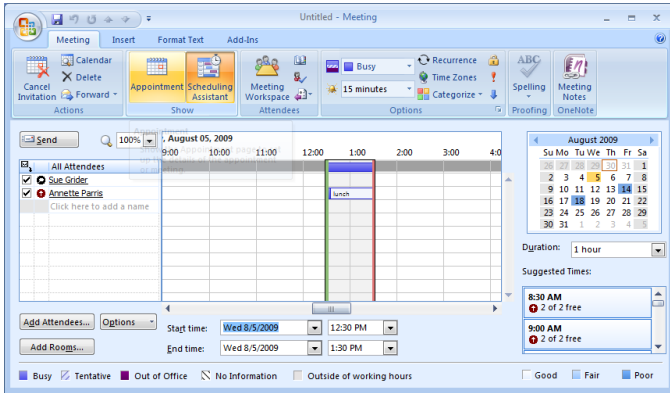 Untitled - Meeting
Meeting Insert Format Text Add-Ins
Calendar
Delete
Forward
Cancel Invitation
Actions
Appointment
Scheduling Assistant
Show
Meeting Workspace
Attendees
Busy
15 minutes
Recurrence
Time Zones
Categorize
Options
ABC
Spelling
Proofing
Meeting Notes
OneNote
Send 100% , August 05, 2009
9:00 10:00 11:00 12:00 1:00 2:00 3:00 4:0
All Attendees
Sue Grider
Annette Parris
lunch
Click here to add a name
August 2009
Su Mo Tu We Th Fr Sa
26 27 28 29 30 31 1
2 3 4 5 6 7 8
9 10 11 12 13 14 15
16 17 18 19 20 21 22
23 24 25 26 27 28 29
30 31 1 2 3 4 5
Duration: 1 hour
Suggested Times:
8:30 AM
2 of 2 free
9:00 AM
2 of 2 free
Add Attendees... Options
Add Rooms...
Start time: Wed 8/5/2009 12:30 PM
End time: Wed 8/5/2009 1:30 PM
Busy Tentative Out of Office No Information Outside of working hours
Good Fair Poor